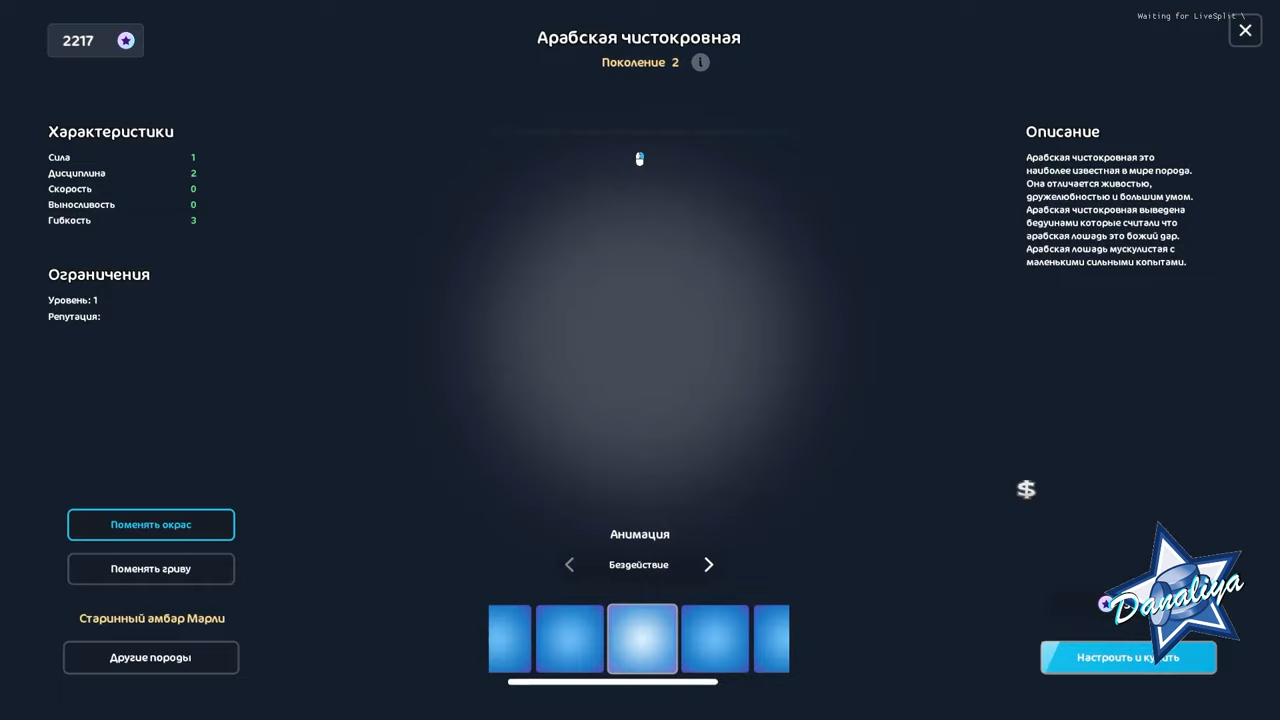 Waiting for LiveSplit \
2217
Арабская чистокровная
Поколение 2
i
Характеристики
Сила 1
Дисциплина 2
Скорость 0
Выносливость 0
Гибкость 3
Ограничения
Уровень: 1
Репутация:
Описание
Арабская чистокровная это
наиболее известная в мире порода.
Она отличается живостью,
дружелюбностью и большим умом.
Арабская чистокровная выведена
бедуинами которые считали что
арабская лошадь это божий дар.
Арабская лошадь мускулистая с
маленькими сильными копытами.
$
Поменять окрас
Поменять гриву
Старинный амбар Марли
Другие породы
Анимация
Бездействие
Danaliya
Настроить и купить